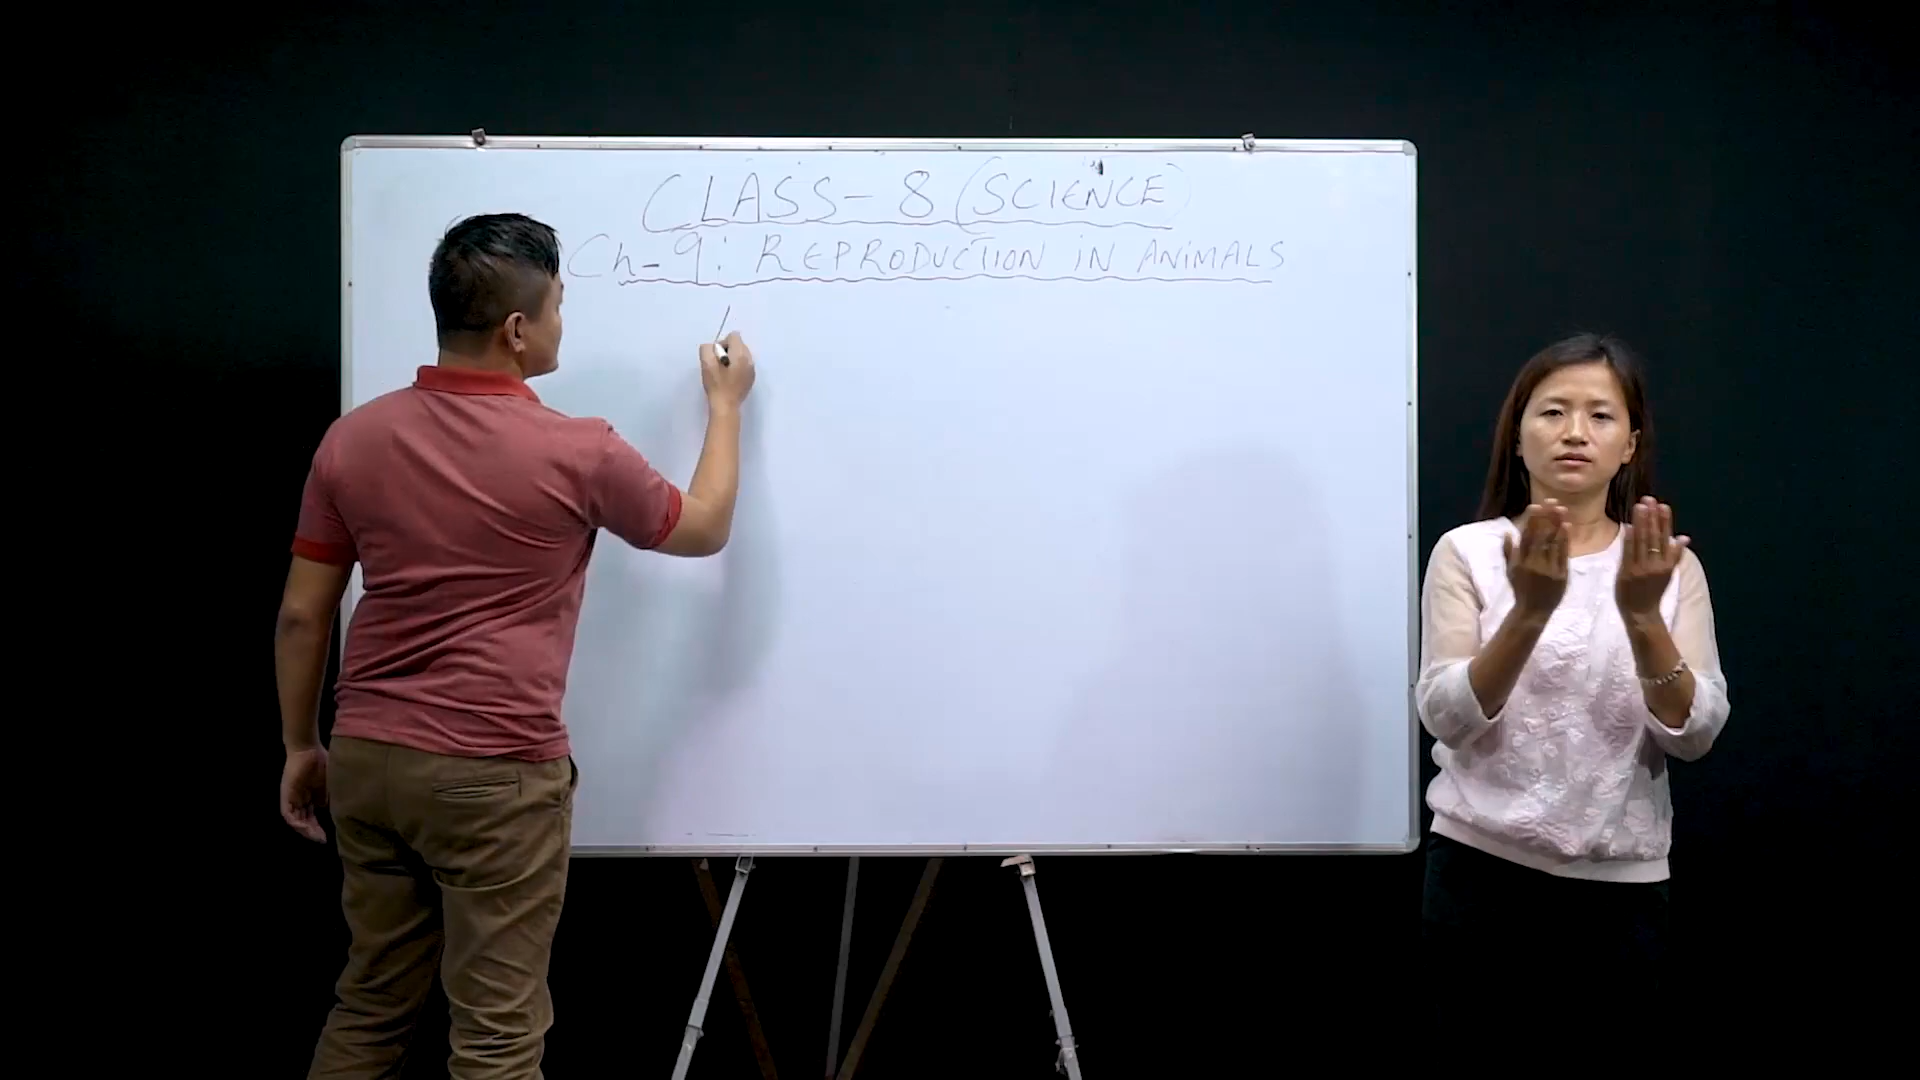 CLASS-8 (SCIENCE)
Ch-9: REPRODUCTION IN ANIMALS